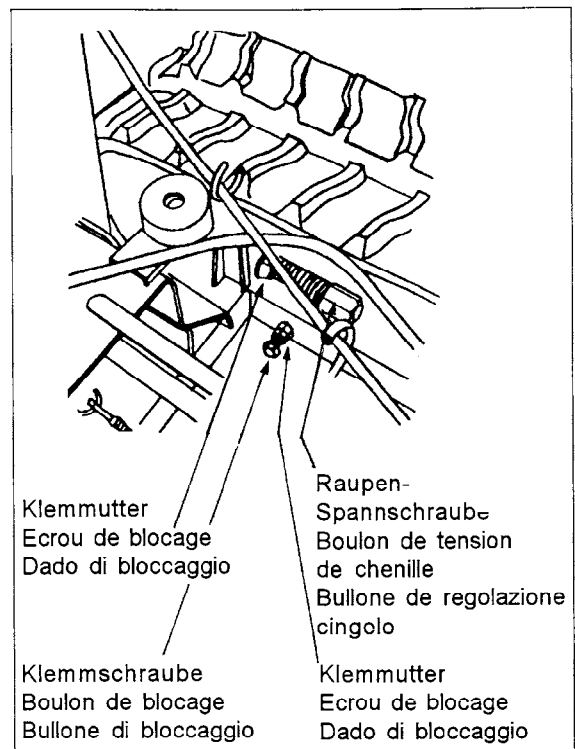 Klemmutter
Ecrou de blocage
Dado di bloccaggio
Raupen-
Spannschraube
Boulon de tension
de chenille
Bullone de regolazione
cingolo
Klemmschraube
Boulon de blocage
Bullone di bloccaggio
Klemmutter
Ecrou de blocage
Dado di bloccaggio